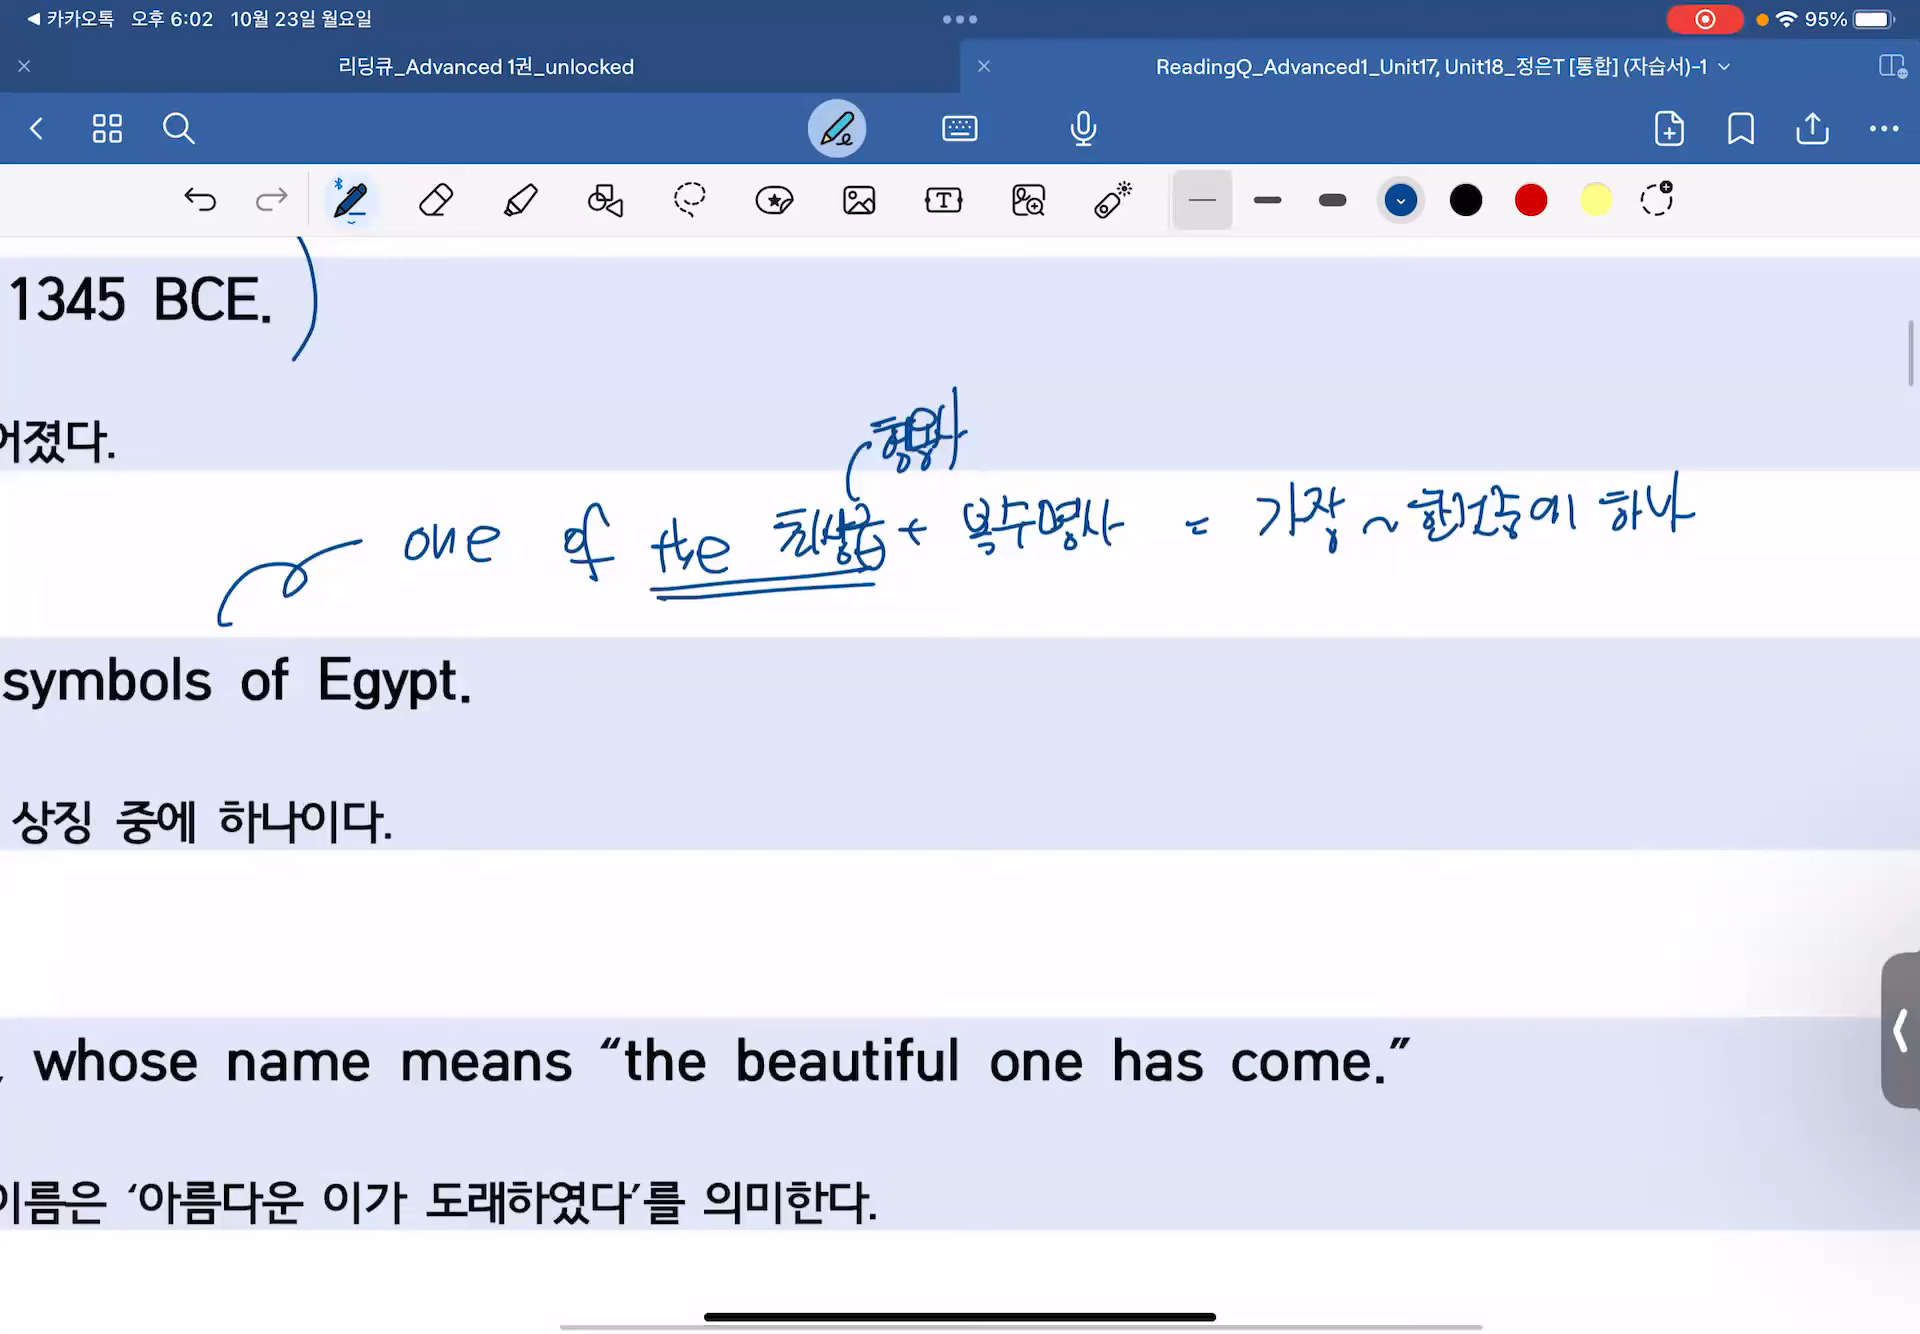 카카오톡 오후 6:02 10월 23일 월요일 95%
리딩큐_Advanced 1권_unlocked ReadingQ_Advanced1_Unit17, Unit18_정은T [통합] (자습서)-1
1345 BCE.
어졌다.
형용사
one of the 최상급 + 복수명사 = 가장 ~ 한것중에 하나
symbols of Egypt.
상징 중에 하나이다.
, whose name means “the beautiful one has come.”
이름은 ‘아름다운 이가 도래하였다’를 의미한다.